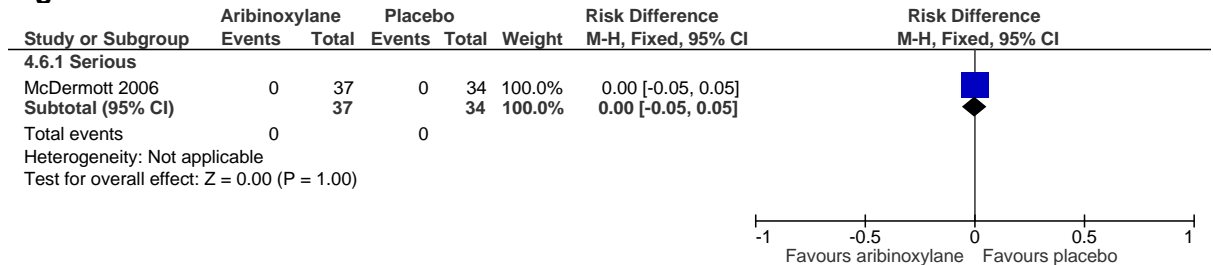 Aribinoxylane Placebo Risk Difference Risk Difference
Study or Subgroup Events Total Events Total Weight M-H, Fixed, 95% CI M-H, Fixed, 95% CI
4.6.1 Serious
McDermott 2006 0 37 0 34 100.0% 0.00 [-0.05, 0.05]
Subtotal (95% CI) 37 34 100.0% 0.00 [-0.05, 0.05]
Total events 0 0
Heterogeneity: Not applicable
Test for overall effect: Z = 0.00 (P = 1.00)
-1 -0.5 0 0.5 1
Favours aribinoxylane Favours placebo